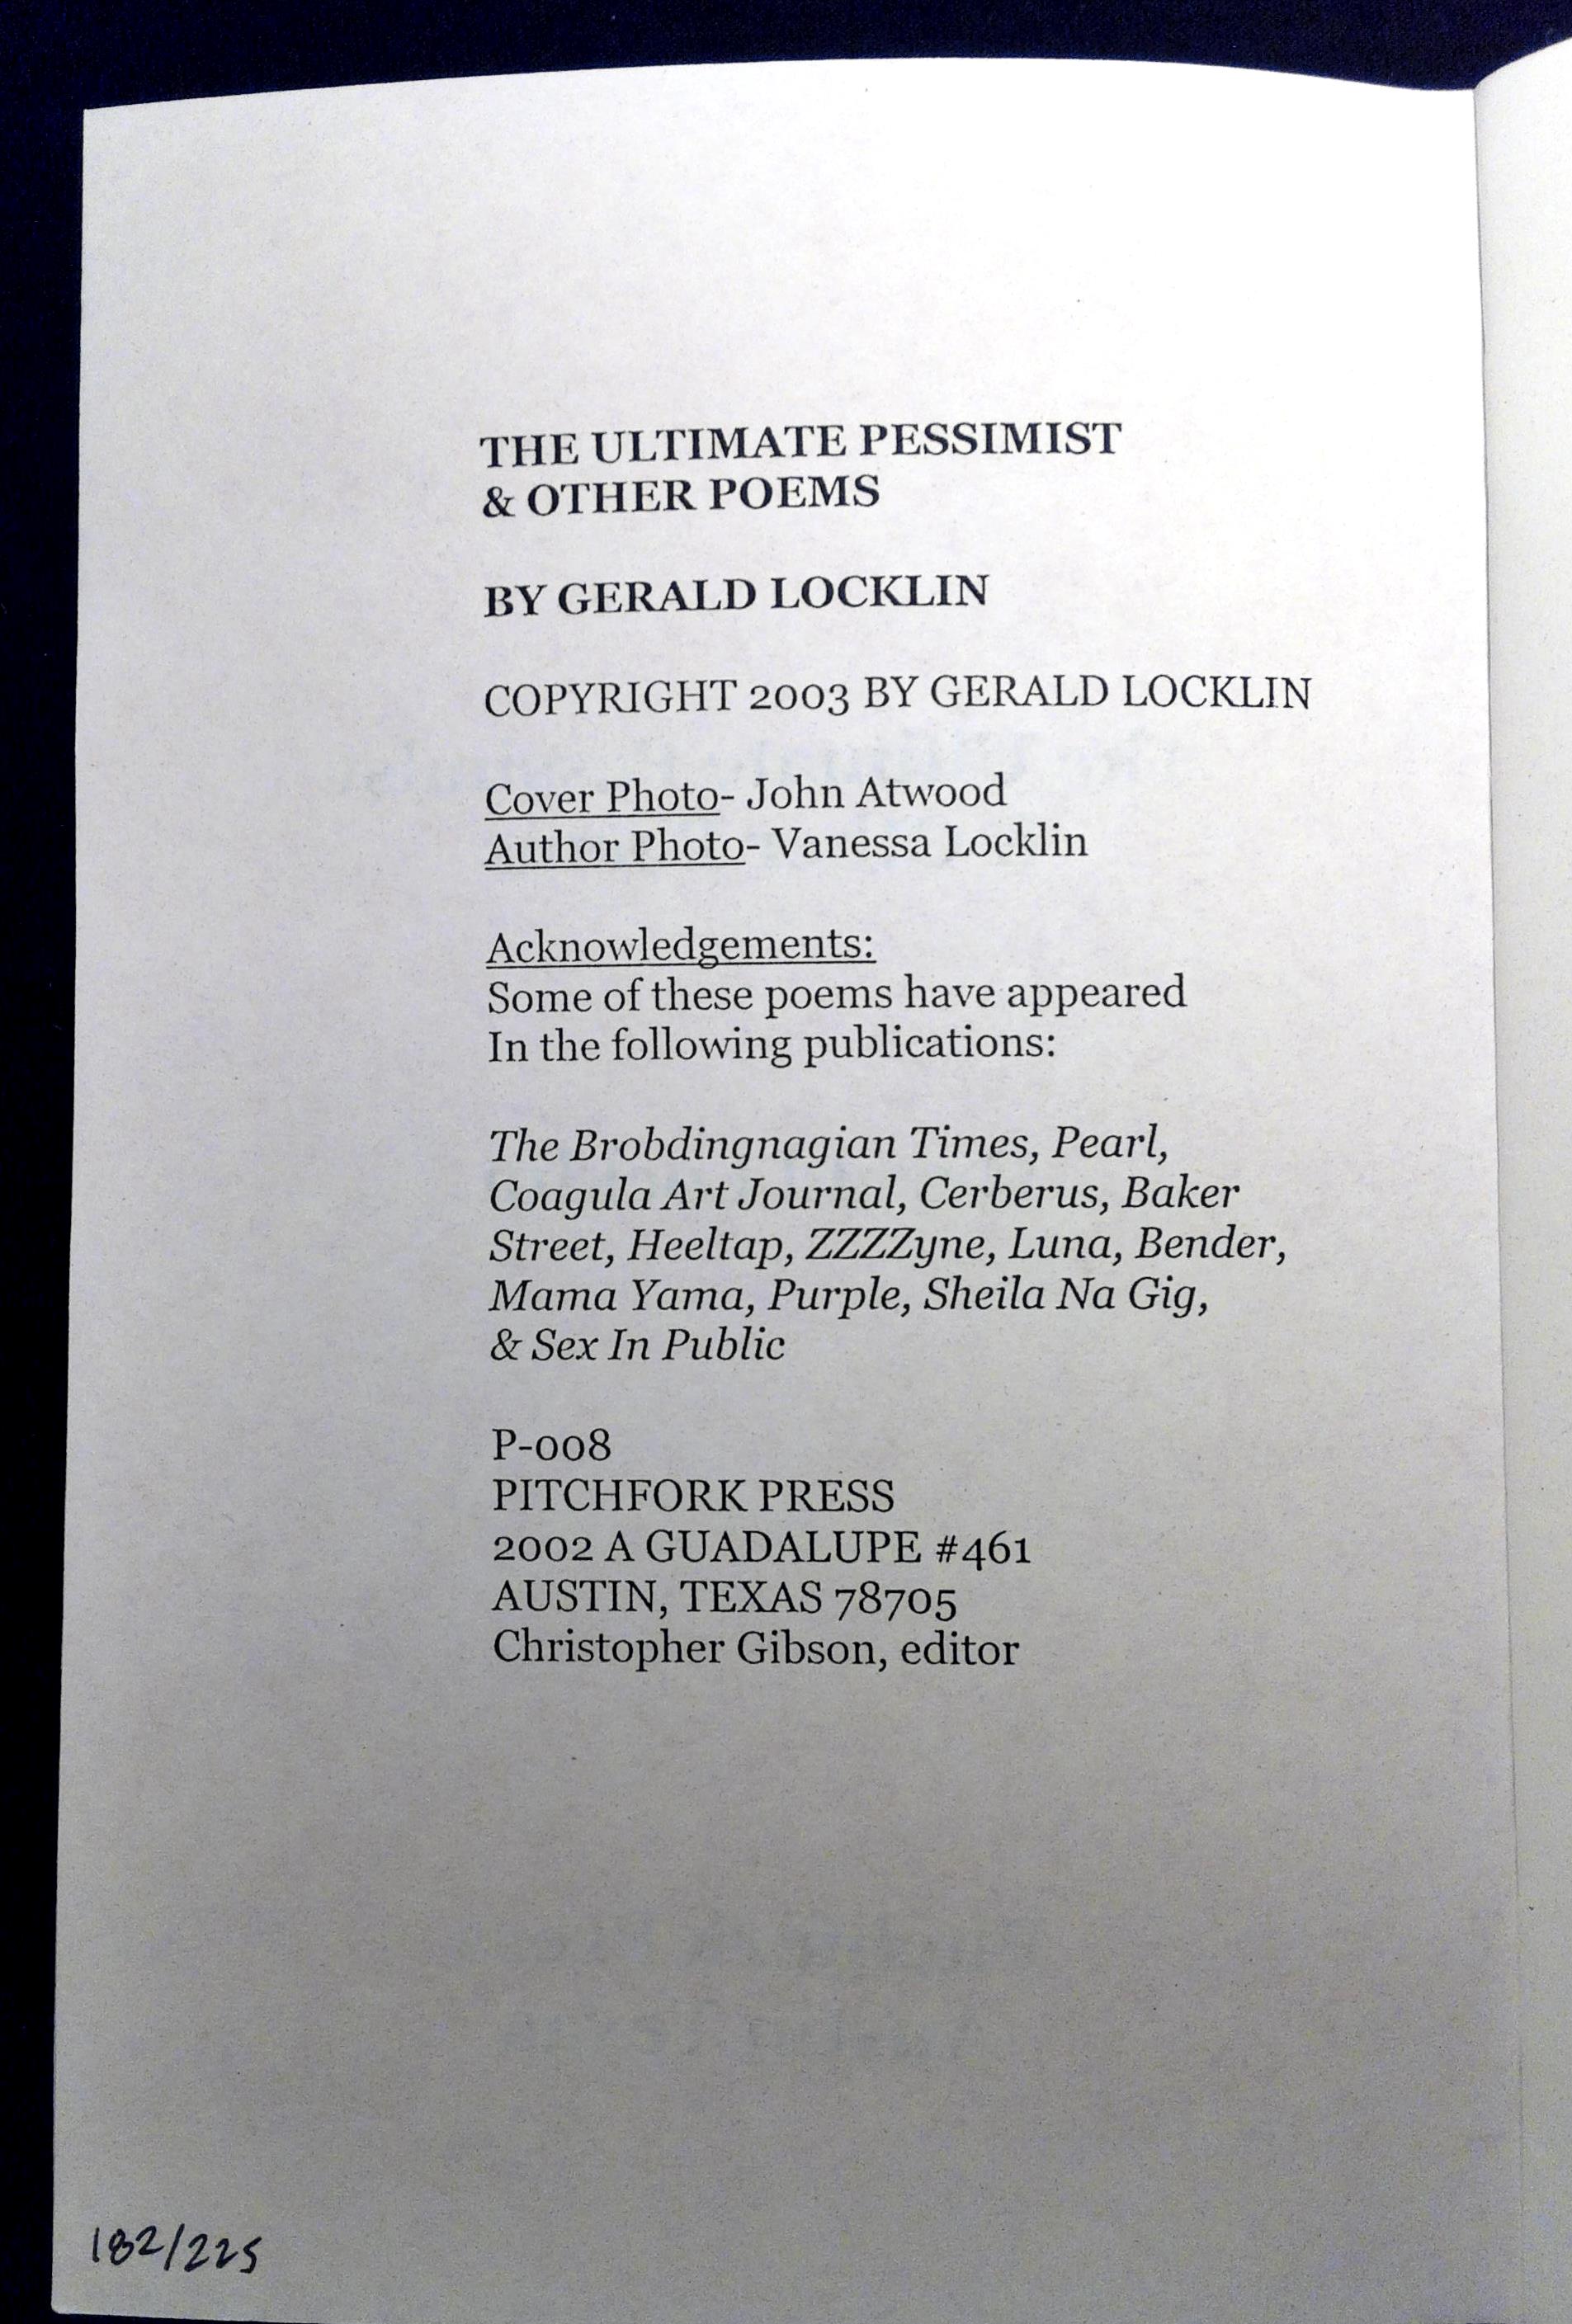 THE ULTIMATE PESSIMIST
& OTHER POEMS
BY GERALD LOCKLIN
COPYRIGHT 2003 BY GERALD LOCKLIN
Cover Photo- John Atwood
Author Photo- Vanessa Locklin
Acknowledgements:
Some of these poems have appeared
In the following publications:
The Brobdingnagian Times, Pearl,
Coagula Art Journal, Cerberus, Baker
Street, Heeltap, ZZZZyne, Luna, Bender,
Mama Yama, Purple, Sheila Na Gig,
& Sex In Public
P-008
PITCHFORK PRESS
2002 A GUADALUPE #461
AUSTIN, TEXAS 78705
Christopher Gibson, editor
182/225